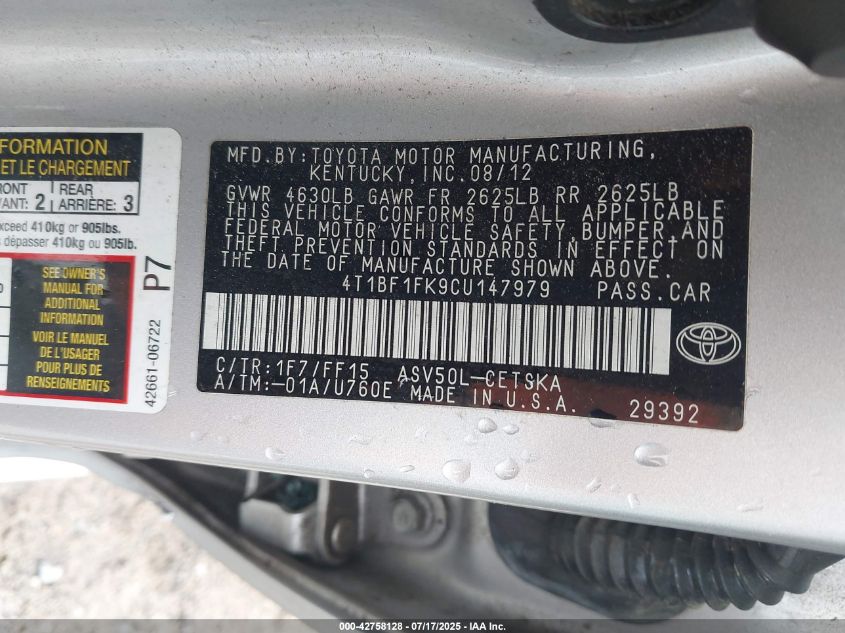 FORMATION
ET LE CHARGEMENT
RONT 2 REAR 3
VANT: ARRIÈRE:
exceed 410kg or 905lbs.
s dépasser 410kg ou 905lb.
SEE OWNER'S
MANUAL FOR
ADDITIONAL
INFORMATION
VOIR LE MANUEL
DE L'USAGER
POUR PLUS DE
RENSEIGNEMENTS
P7
42661-06722
MFD.BY:TOYOTA MOTOR MANUFACTURING,
KENTUCKY,INC.08/12
GVWR 4630LB GAWR FR 2625LB RR 2625LB
THIS VEHICLE CONFORMS TO ALL APPLICABLE
FEDERAL MOTOR VEHICLE SAFETY,BUMPER,AND
THEFT PREVENTION STANDARDS IN EFFECT ON
THE DATE OF MANUFACTURE SHOWN ABOVE.
4T1BF1FK9CU147979 PASS.CAR
C/TR:1F7/FF15 ASV50L-CETSKA
A/TM:-01A/U760E MADE IN U.S.A. 29392
000-42758128 - 07/17/2025 - IAA Inc.